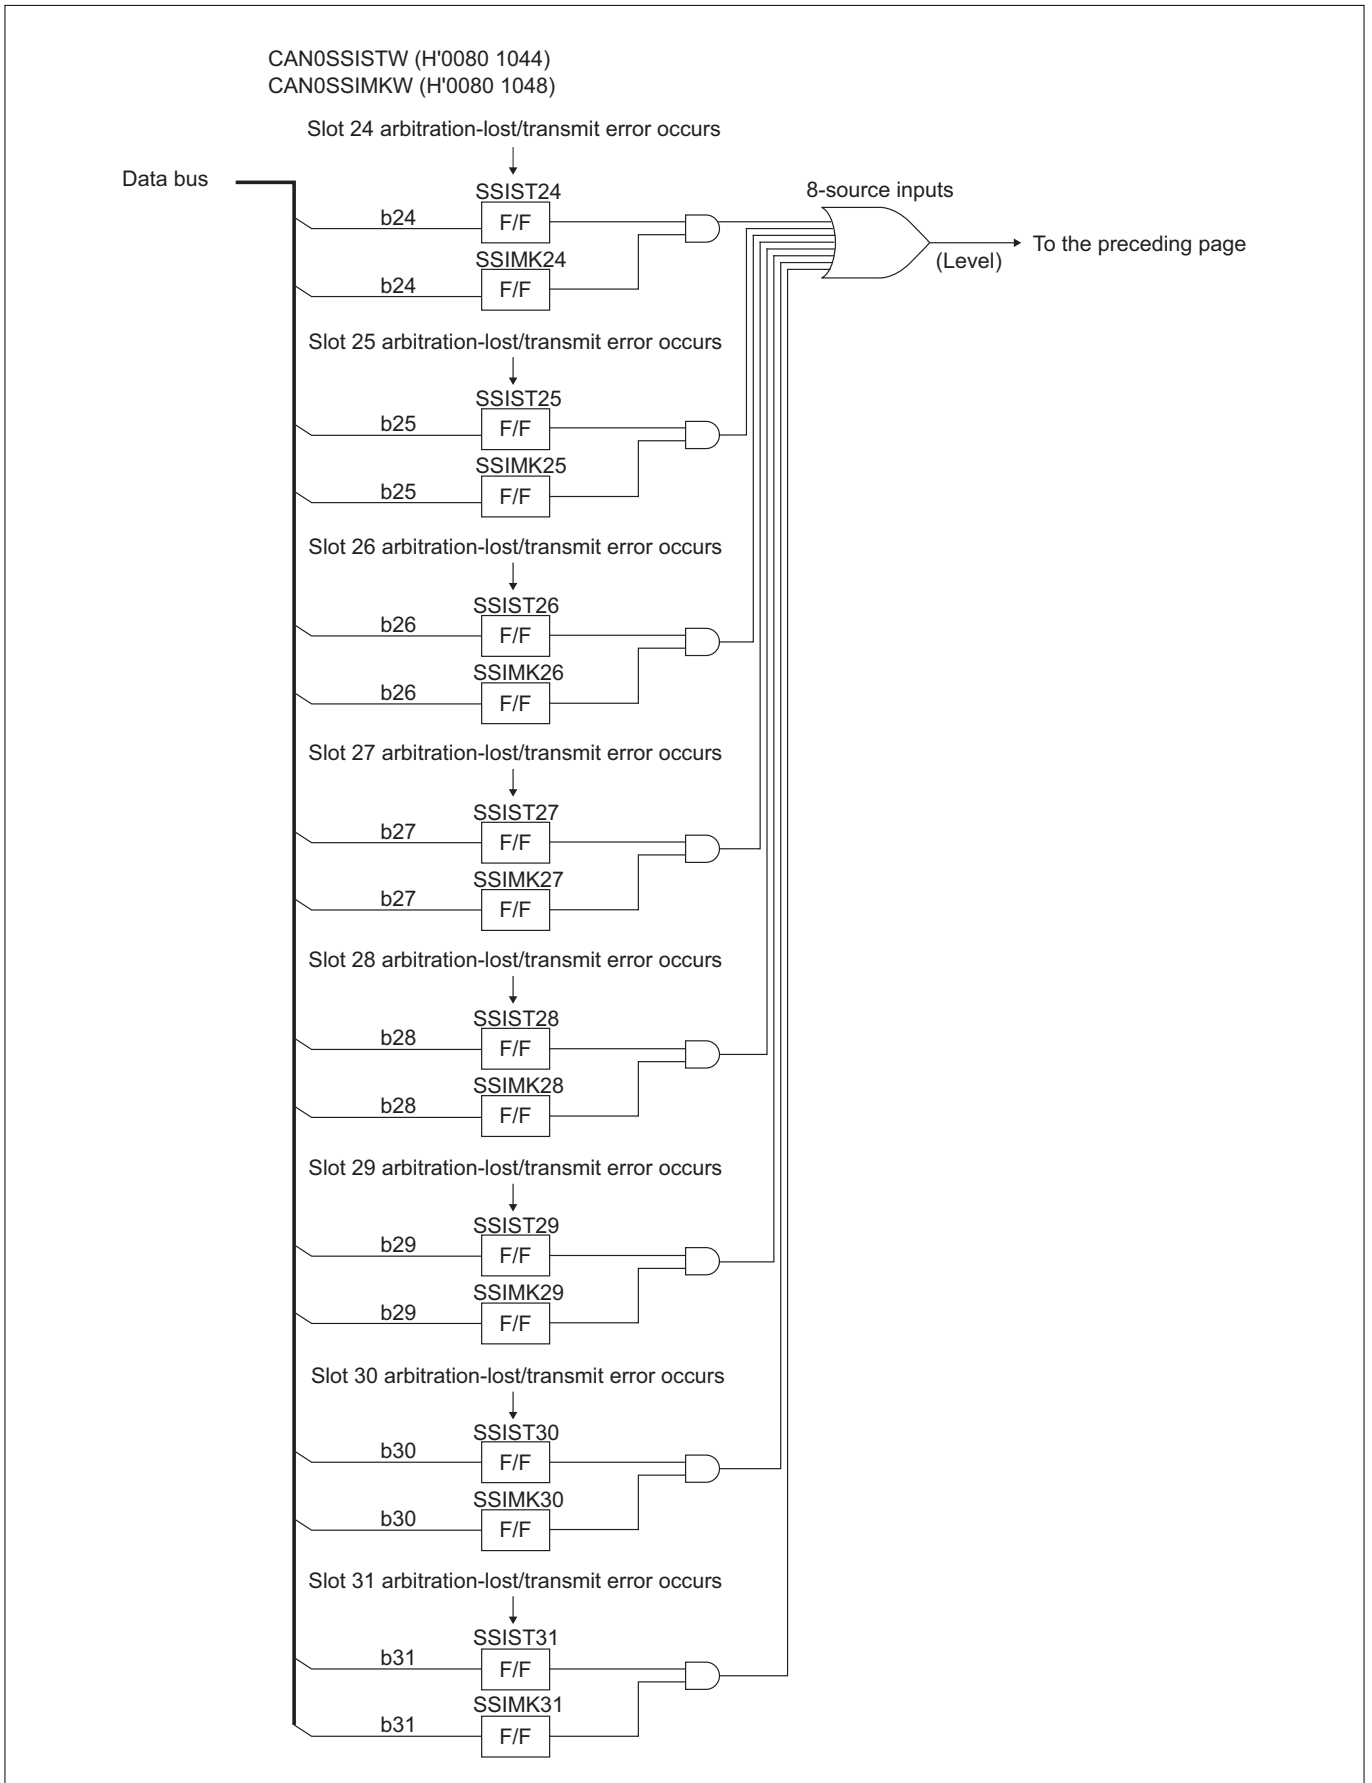 CAN0SSISTW (H'0080 1044)
CAN0SSIMKW (H'0080 1048)
Slot 24 arbitration-lost/transmit error occurs
Data bus
8-source inputs
SSIST24
b24
F/F
To the preceding page
(Level)
SSIMK24
b24
F/F
Slot 25 arbitration-lost/transmit error occurs
SSIST25
b25
F/F
SSIMK25
b25
F/F
Slot 26 arbitration-lost/transmit error occurs
SSIST26
b26
F/F
SSIMK26
b26
F/F
Slot 27 arbitration-lost/transmit error occurs
SSIST27
b27
F/F
SSIMK27
b27
F/F
Slot 28 arbitration-lost/transmit error occurs
SSIST28
b28
F/F
SSIMK28
b28
F/F
Slot 29 arbitration-lost/transmit error occurs
SSIST29
b29
F/F
SSIMK29
b29
F/F
Slot 30 arbitration-lost/transmit error occurs
SSIST30
b30
F/F
SSIMK30
b30
F/F
Slot 31 arbitration-lost/transmit error occurs
SSIST31
b31
F/F
SSIMK31
b31
F/F